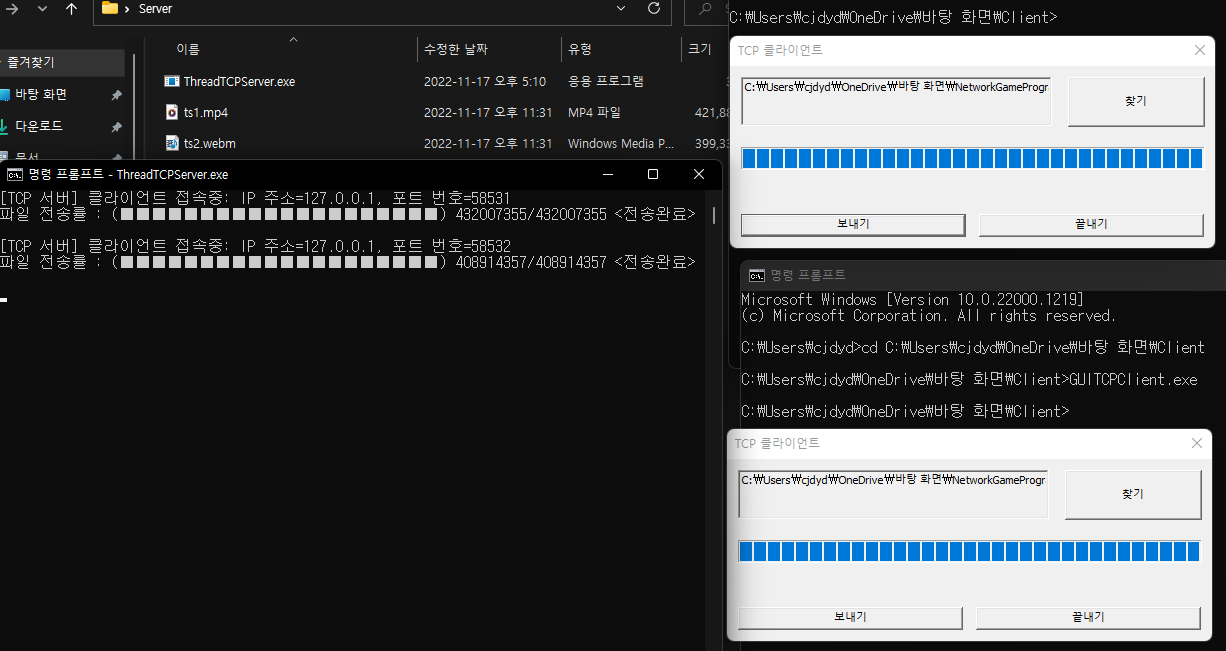 Server
이름
수정한 날짜
유형
크기
즐겨찾기
바탕 화면
다운로드
문서
ThreadTCPServer.exe 2022-11-17 오후 5:10 응용 프로그램
ts1.mp4 2022-11-17 오후 11:31 MP4 파일 421,88
ts2.webm 2022-11-17 오후 11:31 Windows Media P... 399,33
명령 프롬프트 - ThreadTCPServer.exe
[TCP 서버] 클라이언트 접속중: IP 주소=127.0.0.1, 포트 번호=58531
파일 전송률 : (■■■■■■■■■■■■■■■■■■■■) 432007355/432007355 <전송완료>
[TCP 서버] 클라이언트 접속중: IP 주소=127.0.0.1, 포트 번호=58532
파일 전송률 : (■■■■■■■■■■■■■■■■■■■■) 408914357/408914357 <전송완료>
C:₩Users₩cjdyd₩OneDrive₩바탕 화면₩Client>
TCP 클라이언트
C:₩Users₩cjdyd₩OneDrive₩바탕 화면₩NetworkGameProgr
찾기
보내기
끝내기
명령 프롬프트
Microsoft Windows [Version 10.0.22000.1219]
(c) Microsoft Corporation. All rights reserved.
C:₩Users₩cjdyd>cd C:₩Users₩cjdyd₩OneDrive₩바탕 화면₩Client
C:₩Users₩cjdyd₩OneDrive₩바탕 화면₩Client>GUITCPClient.exe
C:₩Users₩cjdyd₩OneDrive₩바탕 화면₩Client>
TCP 클라이언트
C:₩Users₩cjdyd₩OneDrive₩바탕 화면₩NetworkGameProgr
찾기
보내기
끝내기